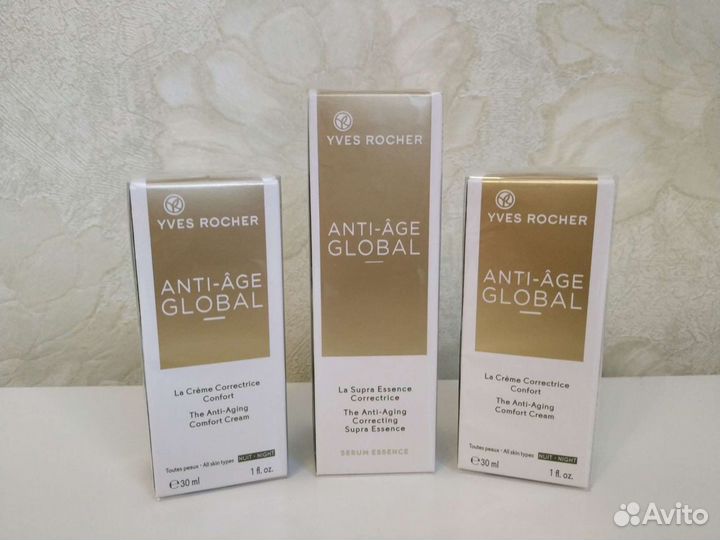 YVES ROCHER
ANTI-ÂGE
GLOBAL
La Crème Correctrice
Confort
The Anti-Aging
Comfort Cream
Toutes peaux • All skin types NUIT • NIGHT
℮30 ml 1 fl. oz.
YVES ROCHER
ANTI-ÂGE
GLOBAL
La Supra Essence
Correctrice
The Anti-Aging
Correcting
Supra Essence
SERUM ESSENCE
YVES ROCHER
ANTI-ÂGE
GLOBAL
La Crème Correctrice
Confort
The Anti-Aging
Comfort Cream
Toutes peaux • All skin types NUIT • NIGHT
℮30 ml 1 fl. oz.
Avito